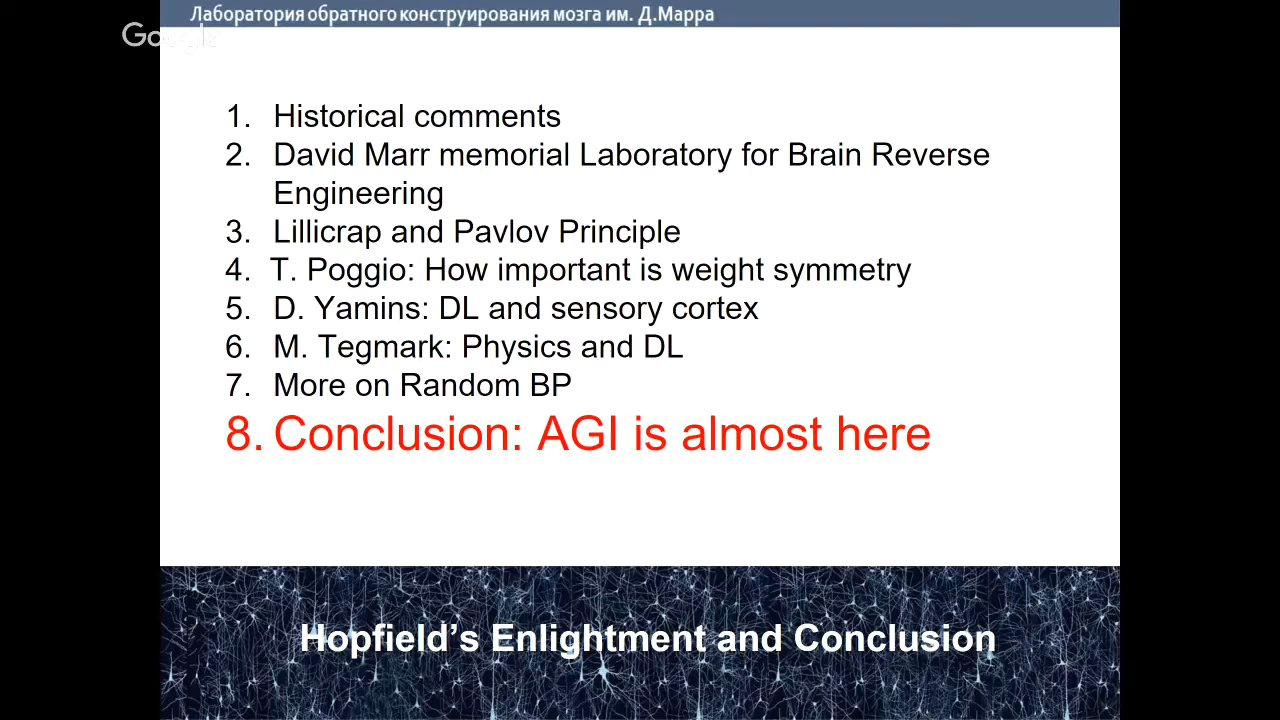 Лаборатория обратного конструирования мозга им. Д.Марра
Google
1. Historical comments
2. David Marr memorial Laboratory for Brain Reverse
Engineering
3. Lillicrap and Pavlov Principle
4. T. Poggio: How important is weight symmetry
5. D. Yamins: DL and sensory cortex
6. M. Tegmark: Physics and DL
7. More on Random BP
8. Conclusion: AGI is almost here
Hopfield’s Enlightment and Conclusion